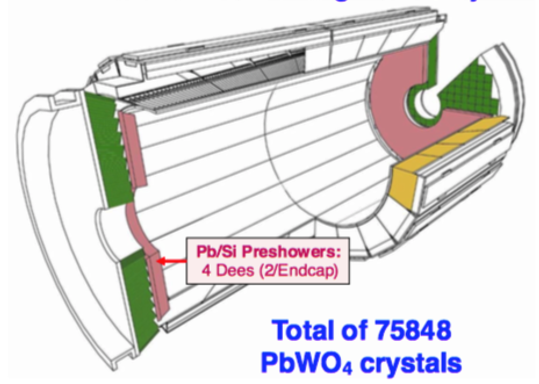 Pb/Si Preshowers:
4 Dees (2/Endcap)
Total of 75848
PbWO₄ crystals